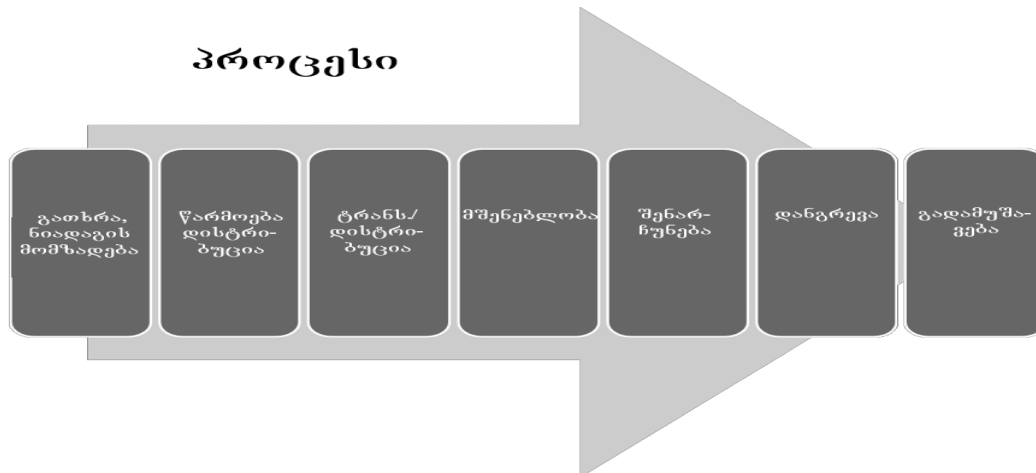 პროცესი
გათხრა,
ნიადაგის
მომზადება
წარმოება
დისტრი-
ბუცია
ტრანს./
დისტრი-
ბუცია
მშენებლობა
შენარ-
ჩუნება
დანგრევა
გადამუშა-
ვება